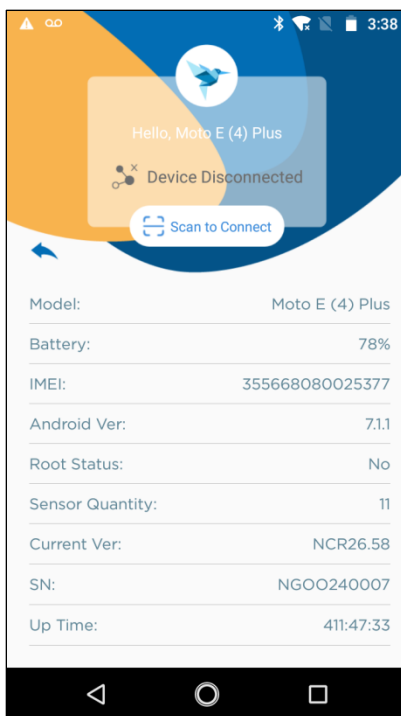 3:38
Hello, Moto E (4) Plus
Device Disconnected
Scan to Connect
Model: Moto E (4) Plus
Battery: 78%
IMEI: 355668080025377
Android Ver: 7.1.1
Root Status: No
Sensor Quantity: 11
Current Ver: NCR26.58
SN: NGOO240007
Up Time: 411:47:33